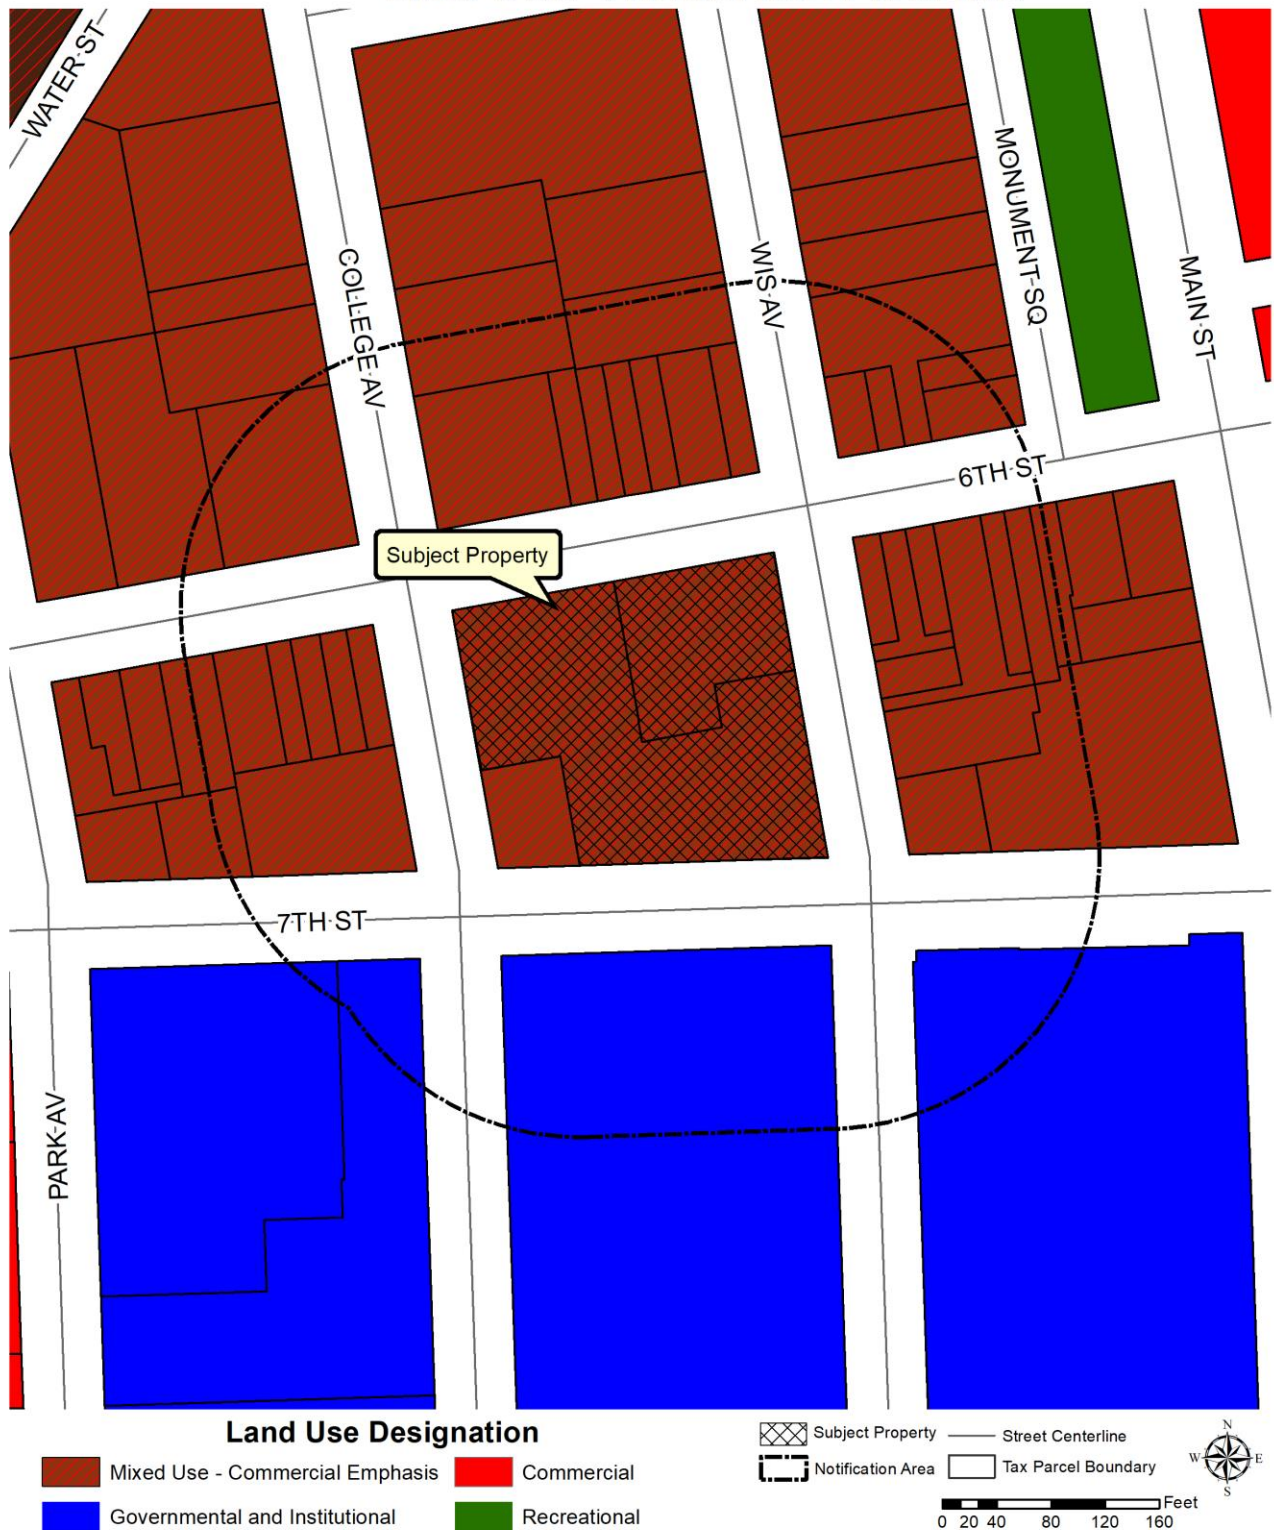 WATER ST
COLLEGE AV
WIS AV
MONUMENT SQ
MAIN ST
6TH ST
Subject Property
7TH ST
PARK AV
Land Use Designation
Mixed Use - Commercial Emphasis
Commercial
Governmental and Institutional
Recreational
Subject Property
Street Centerline
Notification Area
Tax Parcel Boundary
N
W E
S
Feet
0 20 40 80 120 160